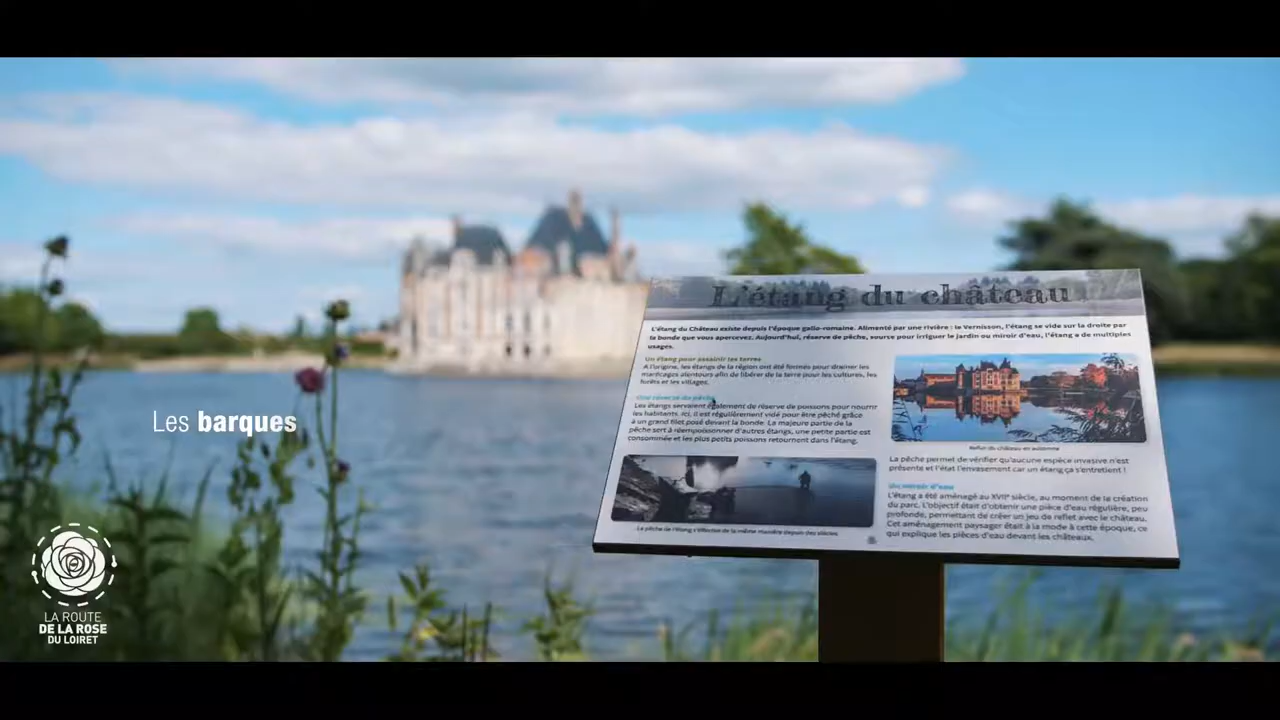 L'étang du château
L'étang du Château existe depuis l'époque gallo-romaine. Alimenté par une rivière : le Vernisson, l'étang se vide sur la droite par
la bonde que vous apercevez. Aujourd'hui, réserve de pêche, source pour irriguer le jardin ou miroir d'eau, l'étang a de multiples
usages.
Un étang pour assainir les terres
A l'origine, les étangs de la région ont été formés pour drainer les
marécages alentours afin de libérer de la terre pour les cultures, les
forêts et les villages.
Une réserve de pêche
Les étangs servaient également de réserve de poissons pour nourrir
les habitants. Ici, il est régulièrement vidé pour être pêché grâce
à un grand filet posé devant la bonde. La majeure partie de la
pêche sert à réempoissonner d'autres étangs, une petite partie est
consommée et les plus petits poissons retournent dans l'étang.
La pêche de l'étang s'effectue de la même manière depuis des siècles
Reflet du château en automne
La pêche permet de vérifier qu'aucune espèce invasive n'est
présente et l'état l'envasement car un étang ça s'entretient !
Un miroir d'eau
L'étang a été aménagé au XVIIe siècle, au moment de la création
du parc. L'objectif était d'obtenir une pièce d'eau régulière, peu
profonde, permettant de créer un jeu de reflet avec le château.
Cet aménagement paysager était à la mode à cette époque, ce
qui explique les pièces d'eau devant les châteaux.
Les barques
LA ROUTE
DE LA ROSE
DU LOIRET